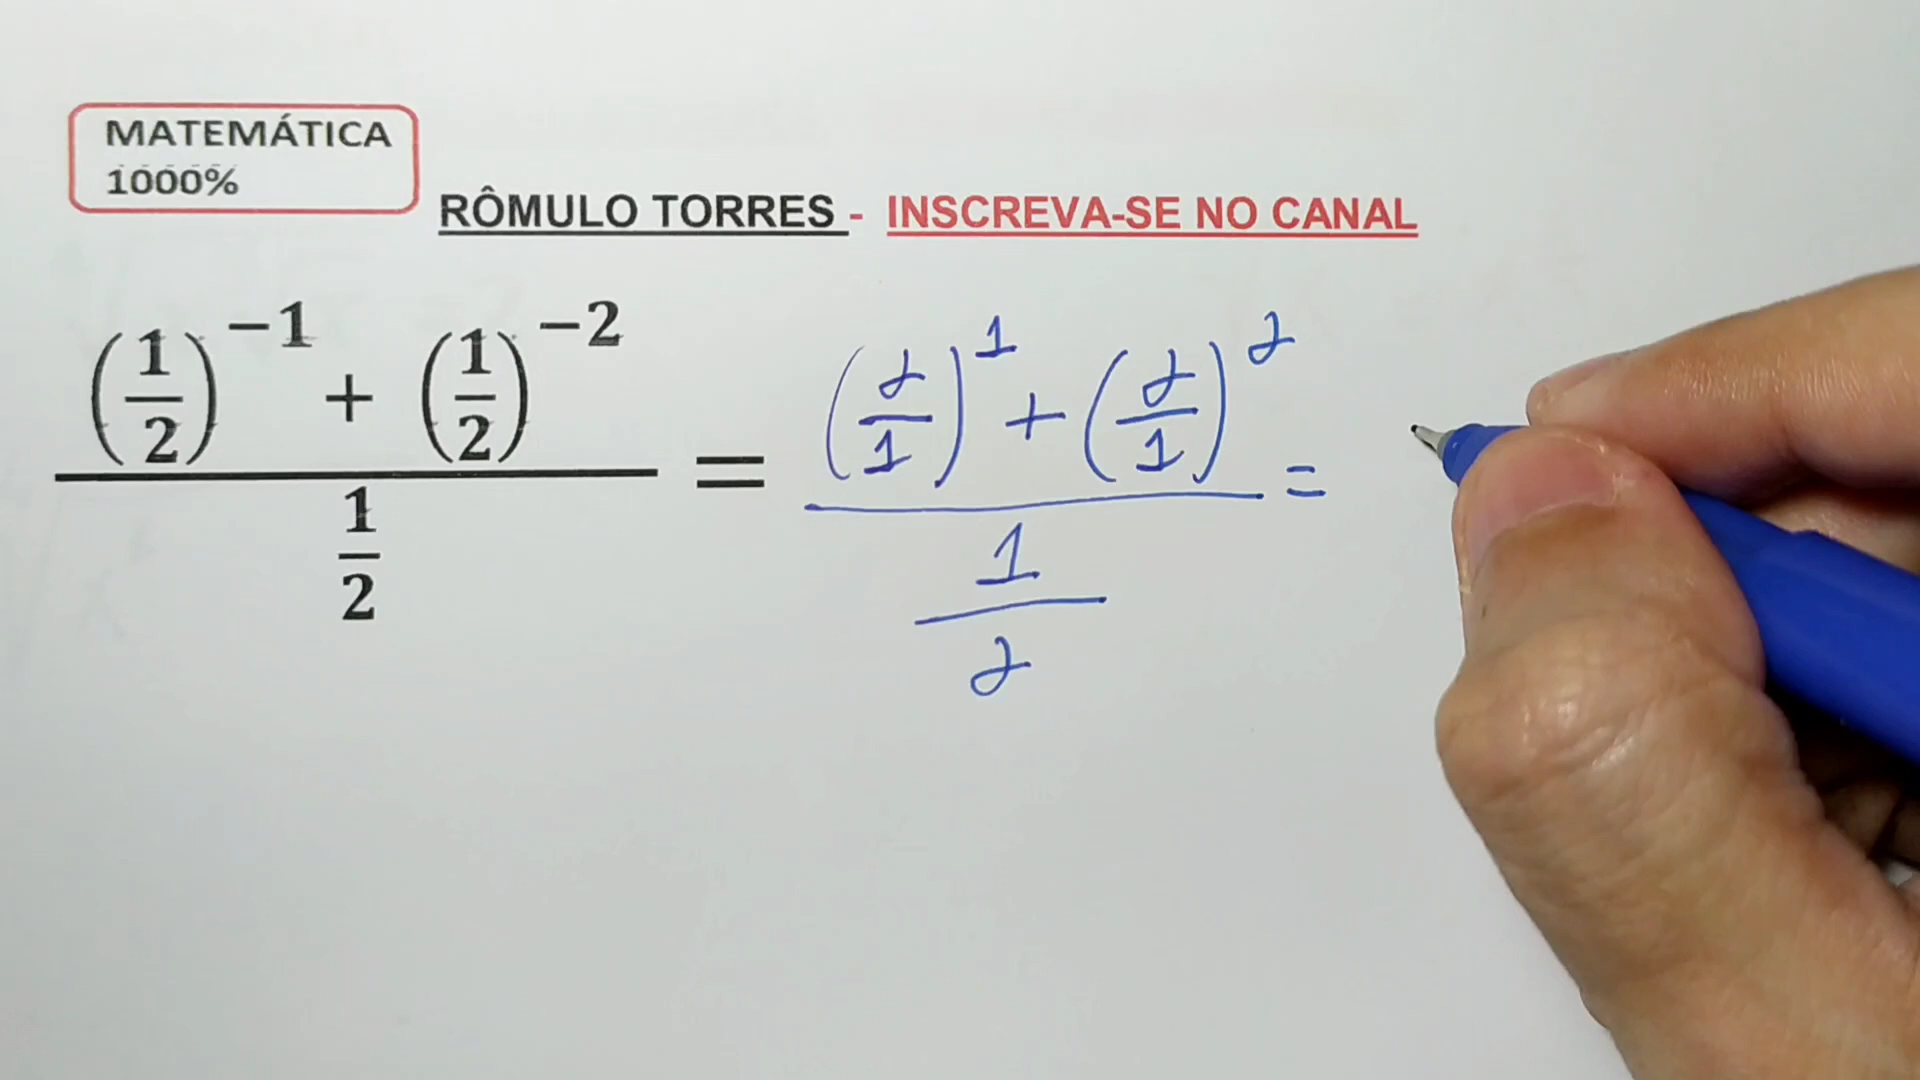 MATEMÁTICA
1000%
RÔMULO TORRES - INSCREVA-SE NO CANAL
((1/2)^-1 + (1/2)^-2) / (1/2) = ((2/1)^1 + (2/1)^2) / (1/2) =